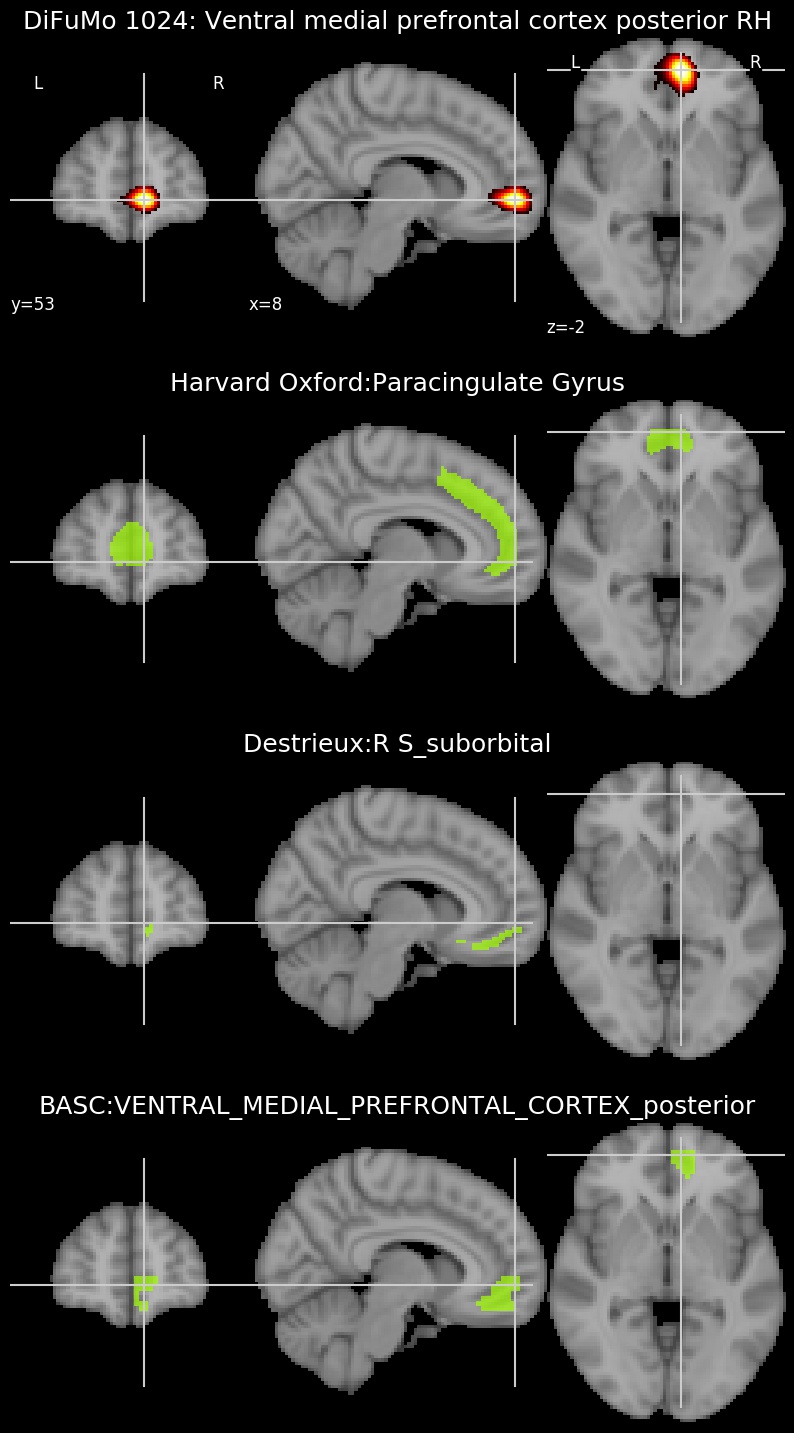 DiFuMo 1024: Ventral medial prefrontal cortex posterior RH
L R L R
y=53 x=8 z=-2
Harvard Oxford:Paracingulate Gyrus
Destrieux:R S_suborbital
BASC:VENTRAL_MEDIAL_PREFRONTAL_CORTEX_posterior